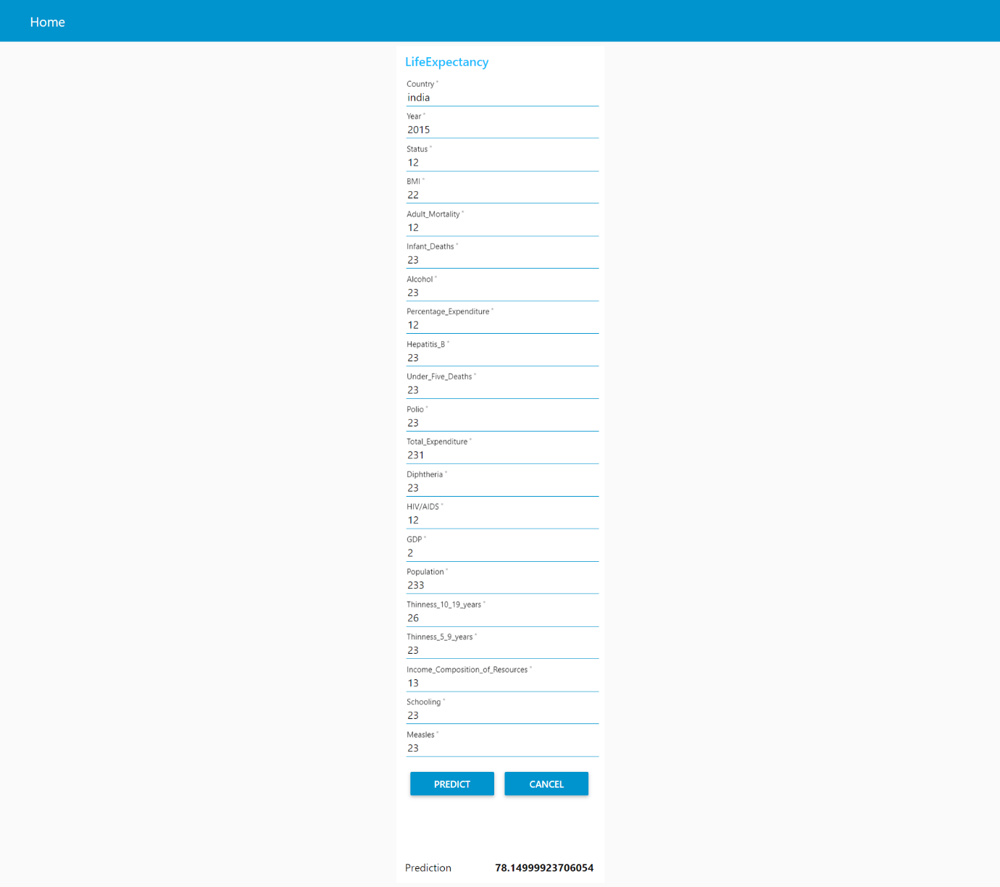 Home
LifeExpectancy
Country *
india
Year *
2015
Status *
12
BMI *
22
Adult_Mortality *
12
Infant_Deaths *
23
Alcohol *
23
Percentage_Expenditure *
12
Hepatitis_B *
23
Under_Five_Deaths *
23
Polio *
23
Total_Expenditure *
231
Diphtheria *
23
HIV/AIDS *
12
GDP *
2
Population *
233
Thinness_10_19_years *
26
Thinness_5_9_years *
23
Income_Composition_of_Resources *
13
Schooling *
23
Measles *
23
PREDICT CANCEL
Prediction 78.14999923706054